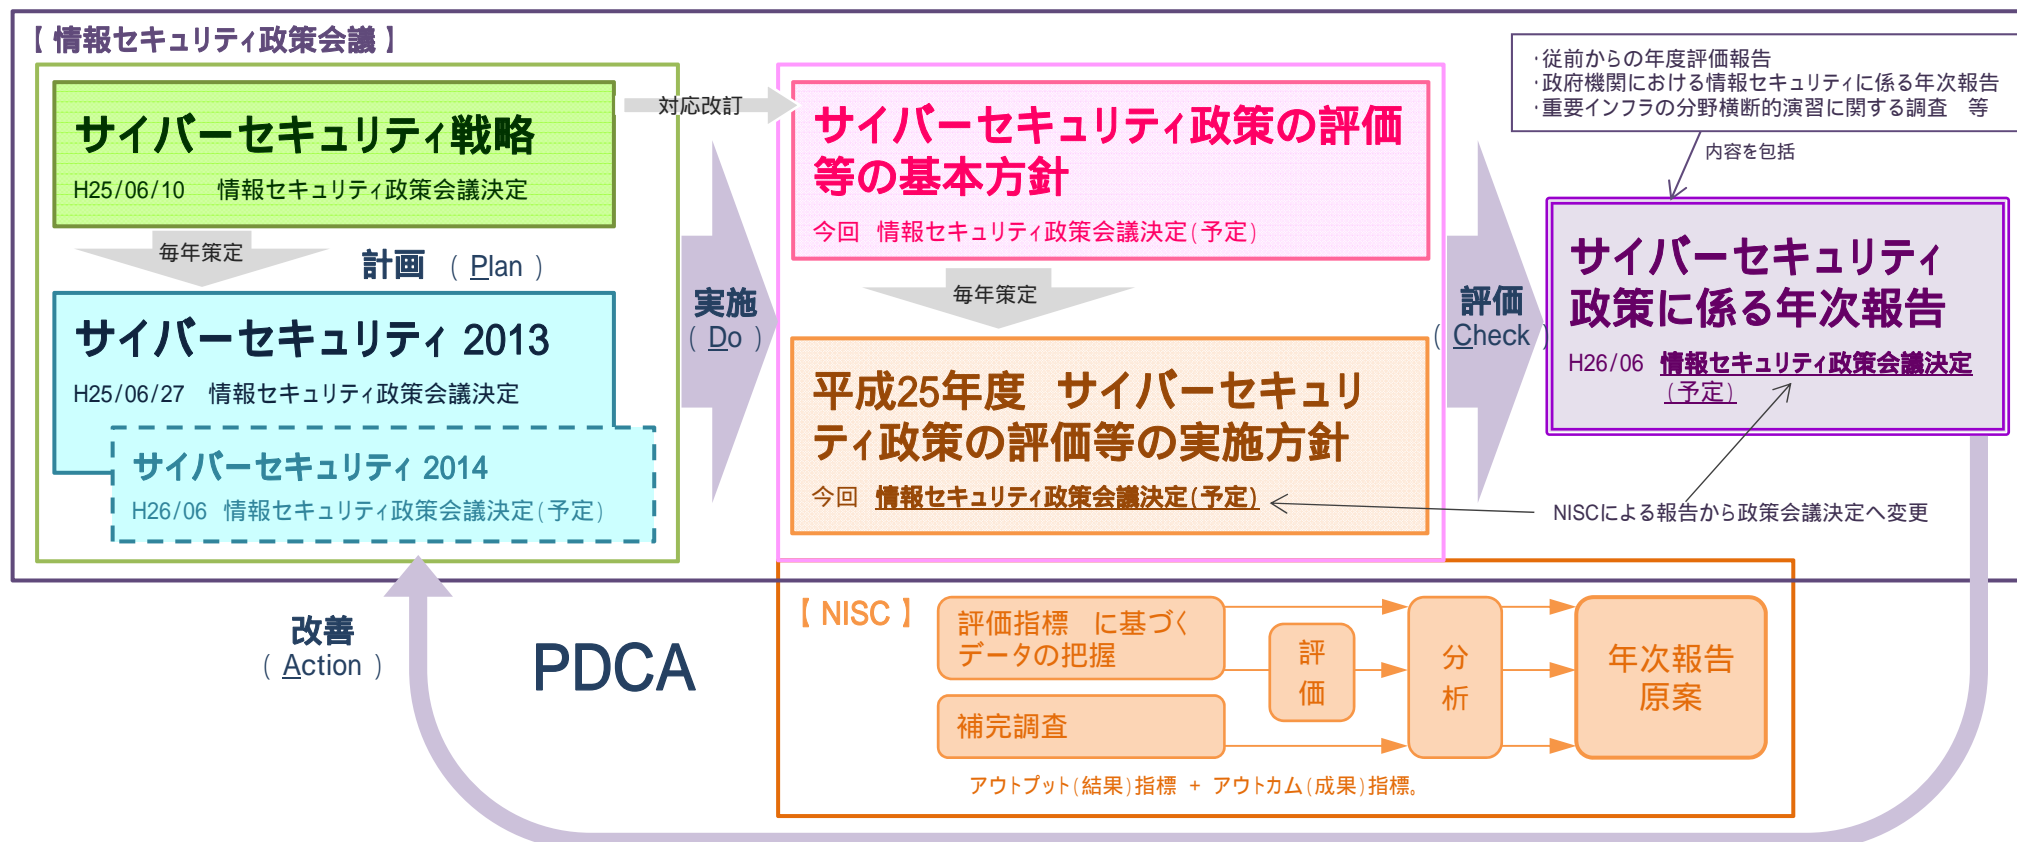 【 情報セキュリティ政策会議 】
サイバーセキュリティ戦略
H25/06/10　情報セキュリティ政策会議決定
毎年策定
計画 ( Plan )
サイバーセキュリティ 2013
H25/06/27　情報セキュリティ政策会議決定
サイバーセキュリティ 2014
H26/06　情報セキュリティ政策会議決定(予定)
対応改訂
実施
( Do )
サイバーセキュリティ政策の評価
等の基本方針
今回　情報セキュリティ政策会議決定(予定)
毎年策定
平成25年度　サイバーセキュリ
ティ政策の評価等の実施方針
今回　情報セキュリティ政策会議決定(予定)
評価
( Check )
・従前からの年度評価報告
・政府機関における情報セキュリティに係る年次報告
・重要インフラの分野横断的演習に関する調査　等
内容を包括
サイバーセキュリティ
政策に係る年次報告
H26/06　情報セキュリティ政策会議決定
(予定)
NISCによる報告から政策会議決定へ変更
改善
( Action )
PDCA
【 NISC 】
評価指標　に基づく
データの把握
補完調査
評
価
分
析
年次報告
原案
アウトプット(結果)指標 + アウトカム(成果)指標。